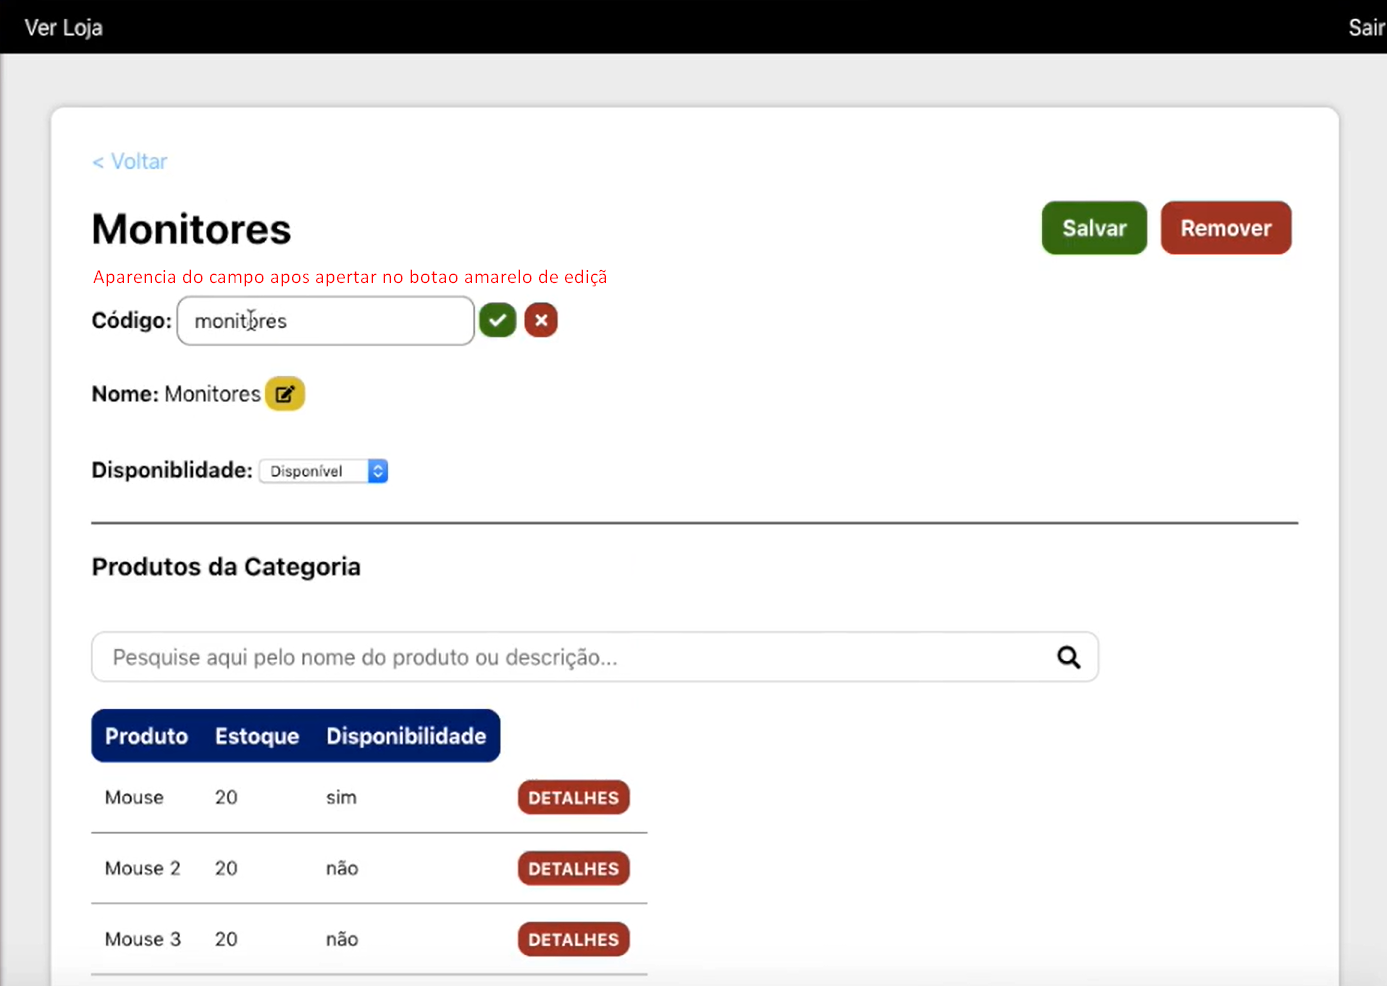 Ver Loja Sair
< Voltar
Monitores Salvar Remover
Aparencia do campo apos apertar no botao amarelo de ediçã
Código: monitores
Nome: Monitores
Disponiblidade: Disponível
Produtos da Categoria
Pesquise aqui pelo nome do produto ou descrição...
Produto Estoque Disponibilidade
Mouse 20 sim DETALHES
Mouse 2 20 não DETALHES
Mouse 3 20 não DETALHES